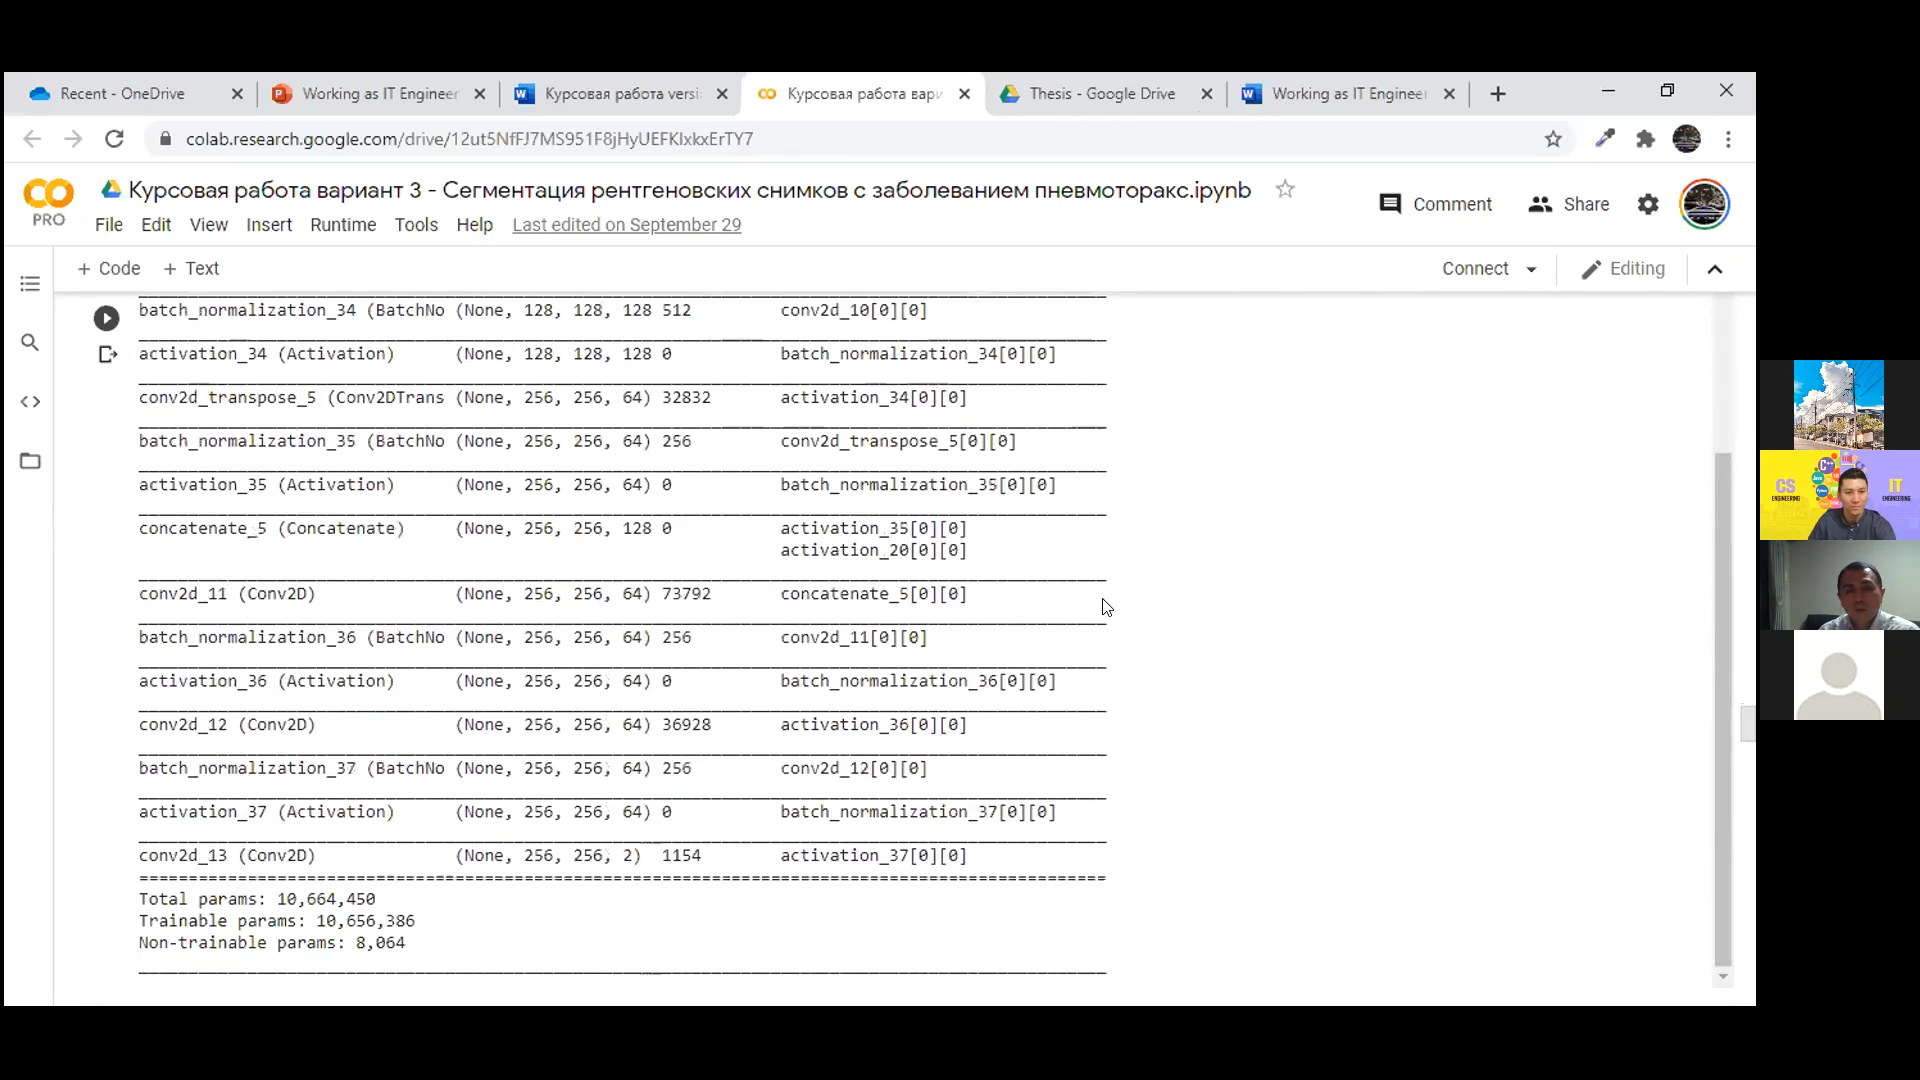 Recent - OneDrive
Working as IT Engineer
Курсовая работа versi
Курсовая работа вари
Thesis - Google Drive
Working as IT Enginee
colab.research.google.com/drive/12ut5NfFJ7MS951F8jHyUEFKlxkxErTY7
CO
PRO
Курсовая работа вариант 3 - Сегментация рентгеновских снимков с заболеванием пневмоторакс.ipynb
Comment
Share
File Edit View Insert Runtime Tools Help Last edited on September 29
+ Code + Text
Connect
Editing
batch_normalization_34 (BatchNo (None, 128, 128, 128 512 conv2d_10[0][0]
activation_34 (Activation) (None, 128, 128, 128 0 batch_normalization_34[0][0]
conv2d_transpose_5 (Conv2DTrans (None, 256, 256, 64) 32832 activation_34[0][0]
batch_normalization_35 (BatchNo (None, 256, 256, 64) 256 conv2d_transpose_5[0][0]
activation_35 (Activation) (None, 256, 256, 64) 0 batch_normalization_35[0][0]
concatenate_5 (Concatenate) (None, 256, 256, 128 0 activation_35[0][0]
activation_20[0][0]
conv2d_11 (Conv2D) (None, 256, 256, 64) 73792 concatenate_5[0][0]
batch_normalization_36 (BatchNo (None, 256, 256, 64) 256 conv2d_11[0][0]
activation_36 (Activation) (None, 256, 256, 64) 0 batch_normalization_36[0][0]
conv2d_12 (Conv2D) (None, 256, 256, 64) 36928 activation_36[0][0]
batch_normalization_37 (BatchNo (None, 256, 256, 64) 256 conv2d_12[0][0]
activation_37 (Activation) (None, 256, 256, 64) 0 batch_normalization_37[0][0]
conv2d_13 (Conv2D) (None, 256, 256, 2) 1154 activation_37[0][0]
Total params: 10,664,450
Trainable params: 10,656,386
Non-trainable params: 8,064
C++
CS
ENGINEERING
IT
ENGINEERING